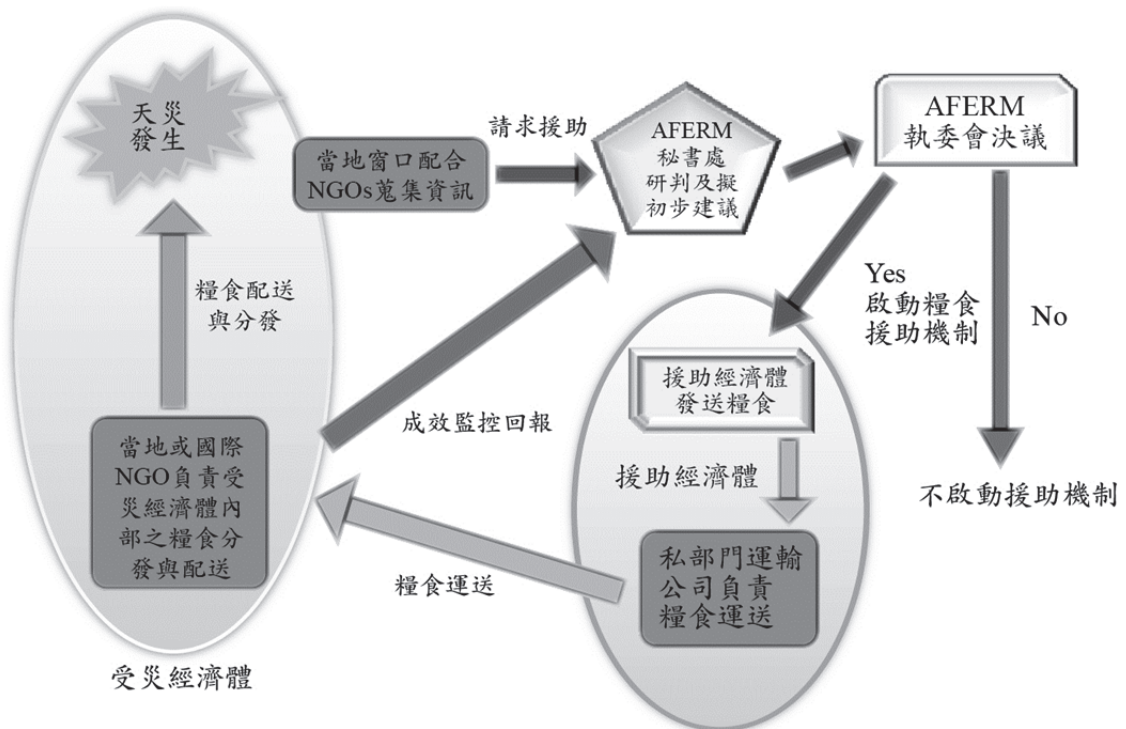 天災
發生
當地窗口配合
NGOs蒐集資訊
請求援助
AFERM
秘書處
研判及擬
初步建議
AFERM
執委會決議
Yes
啟動糧食
援助機制
No
不啟動援助機制
援助經濟體
發送糧食
援助經濟體
私部門運輸
公司負責
糧食運送
糧食運送
成效監控回報
糧食配送
與分發
當地或國際
NGO負責受
災經濟體內
部之糧食分
發與配送
受災經濟體